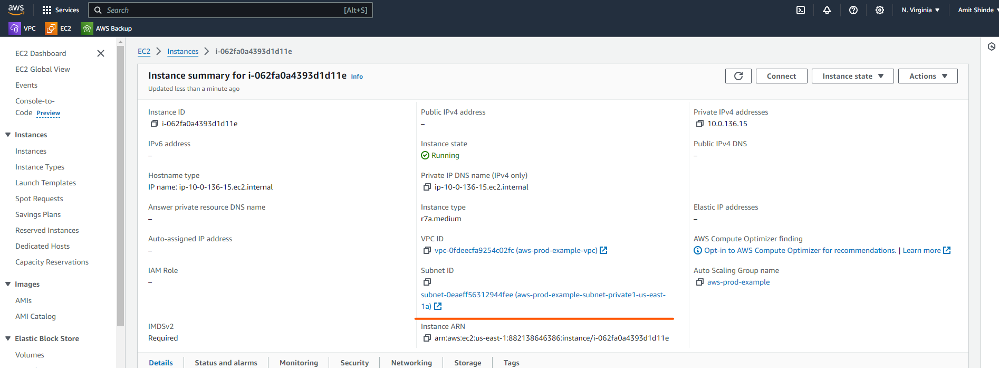 aws
Services
Search
[Alt+S]
N. Virginia
Amit Shinde
VPC
EC2
AWS Backup
EC2 Dashboard
EC2 Global View
Events
Console-to-
Code Preview
Instances
Instances
Instance Types
Launch Templates
Spot Requests
Savings Plans
Reserved Instances
Dedicated Hosts
Capacity Reservations
Images
AMIs
AMI Catalog
Elastic Block Store
Volumes
EC2 > Instances > i-062fa0a4393d1d11e
Instance summary for i-062fa0a4393d1d11e Info
Updated less than a minute ago
Connect
Instance state
Actions
Instance ID
i-062fa0a4393d1d11e
Public IPv4 address
–
Private IPv4 addresses
10.0.136.15
IPv6 address
–
Instance state
Running
Public IPv4 DNS
–
Hostname type
IP name: ip-10-0-136-15.ec2.internal
Private IP DNS name (IPv4 only)
ip-10-0-136-15.ec2.internal
Answer private resource DNS name
–
Instance type
r7a.medium
Elastic IP addresses
–
Auto-assigned IP address
–
VPC ID
vpc-0fdeecfa9254c02fc (aws-prod-example-vpc)
AWS Compute Optimizer finding
Opt-in to AWS Compute Optimizer for recommendations. | Learn more
IAM Role
–
Subnet ID
subnet-0eaeff56312944fee (aws-prod-example-subnet-private1-us-east-
1a)
Auto Scaling Group name
aws-prod-example
IMDSv2
Required
Instance ARN
arn:aws:ec2:us-east-1:882138646386:instance/i-062fa0a4393d1d11e
Details
Status and alarms
Monitoring
Security
Networking
Storage
Tags